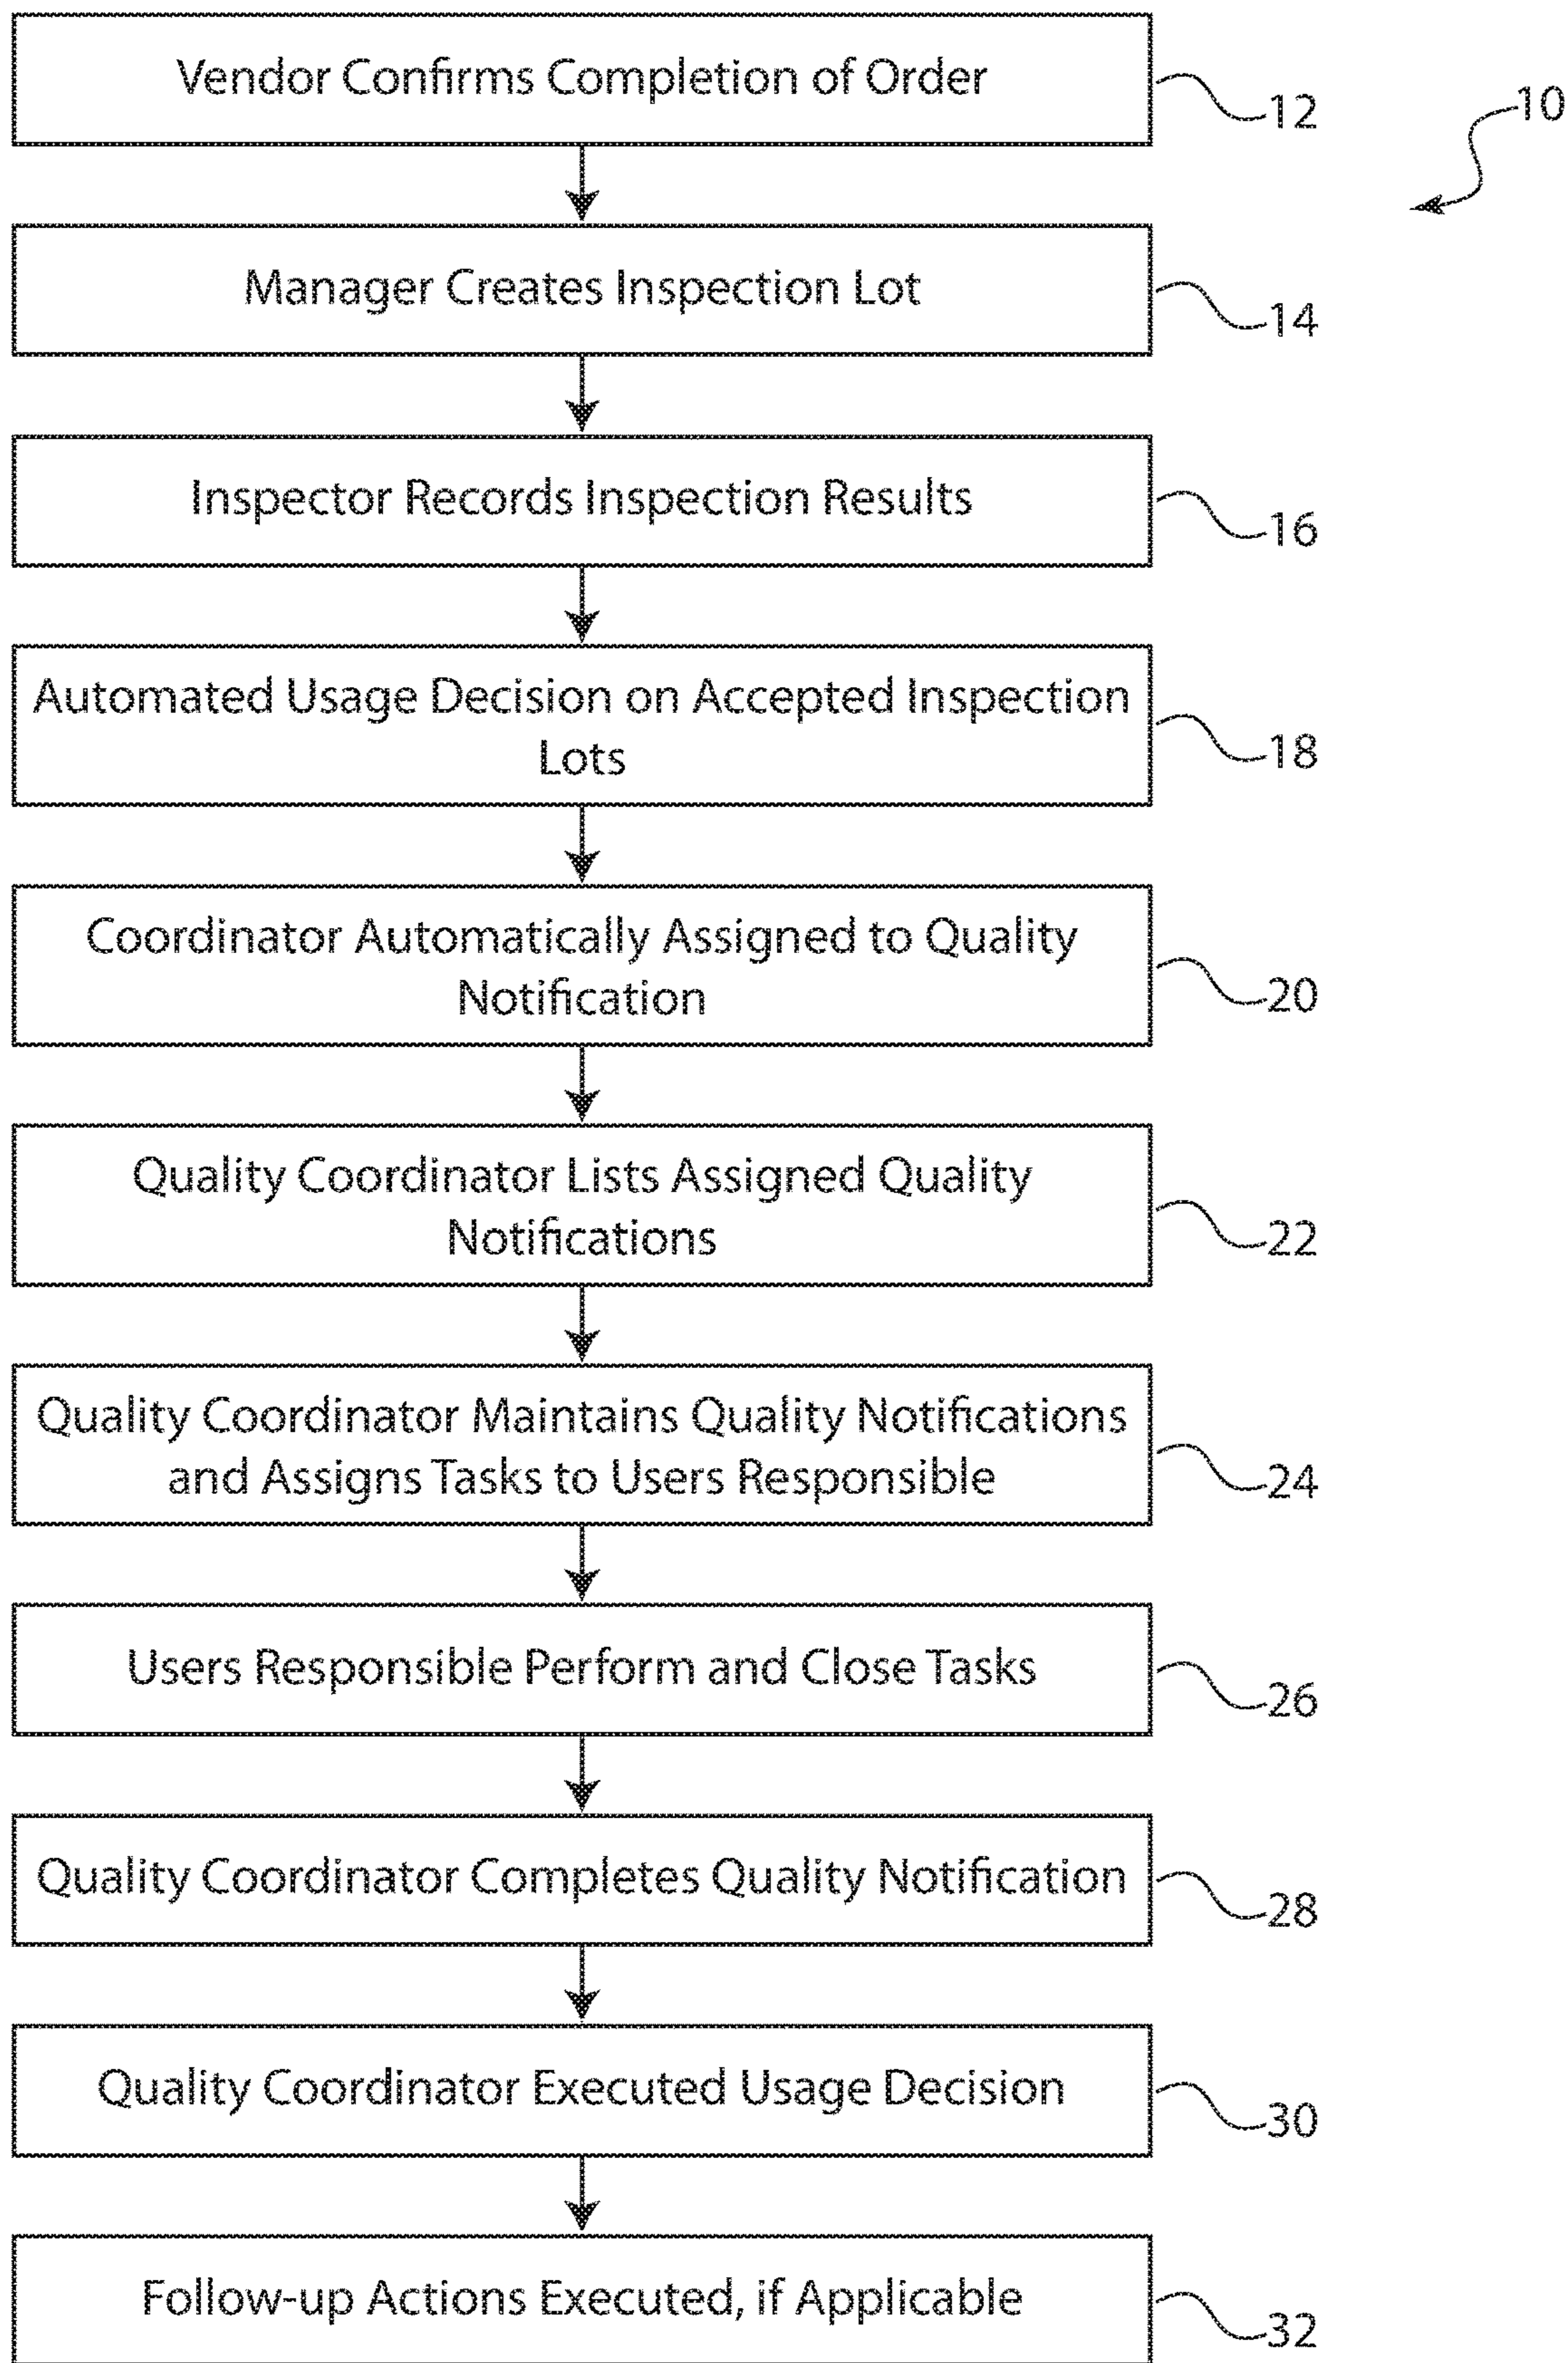 Vendor Confirms Completion of Order
12
10
Manager Creates Inspection Lot
14
Inspector Records Inspection Results
16
Automated Usage Decision on Accepted Inspection
Lots
18
Coordinator Automatically Assigned to Quality
Notification
20
Quality Coordinator Lists Assigned Quality
Notifications
22
Quality Coordinator Maintains Quality Notifications
and Assigns Tasks to Users Responsible
24
Users Responsible Perform and Close Tasks
26
Quality Coordinator Completes Quality Notification
28
Quality Coordinator Executed Usage Decision
30
Follow-up Actions Executed, if Applicable
32